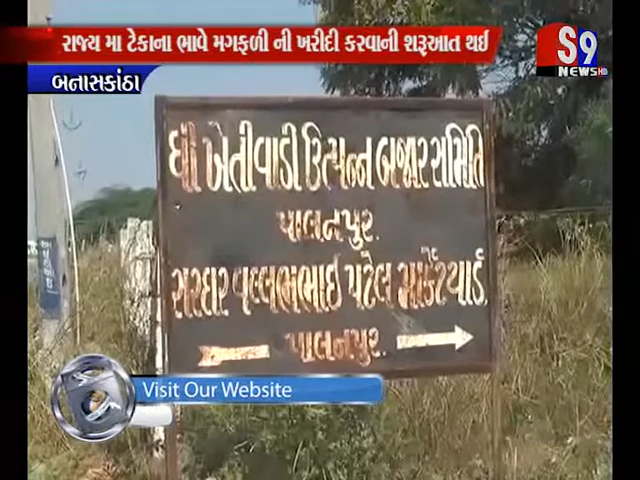 રાજ્ય મા ટેકાના ભાવે મગફળી ની ખરીદી કરવાની શરૂઆત થઈ
S9
NEWS HD
બનાસકાંઠા
ધી ખેતીવાડી ઉત્પન્ન બજાર સમિતિ
પાલનપુર.
સરદાર વલ્લભભાઈ પટેલ માર્કેટયાર્ડ
પાલનપુર.
Visit Our Website